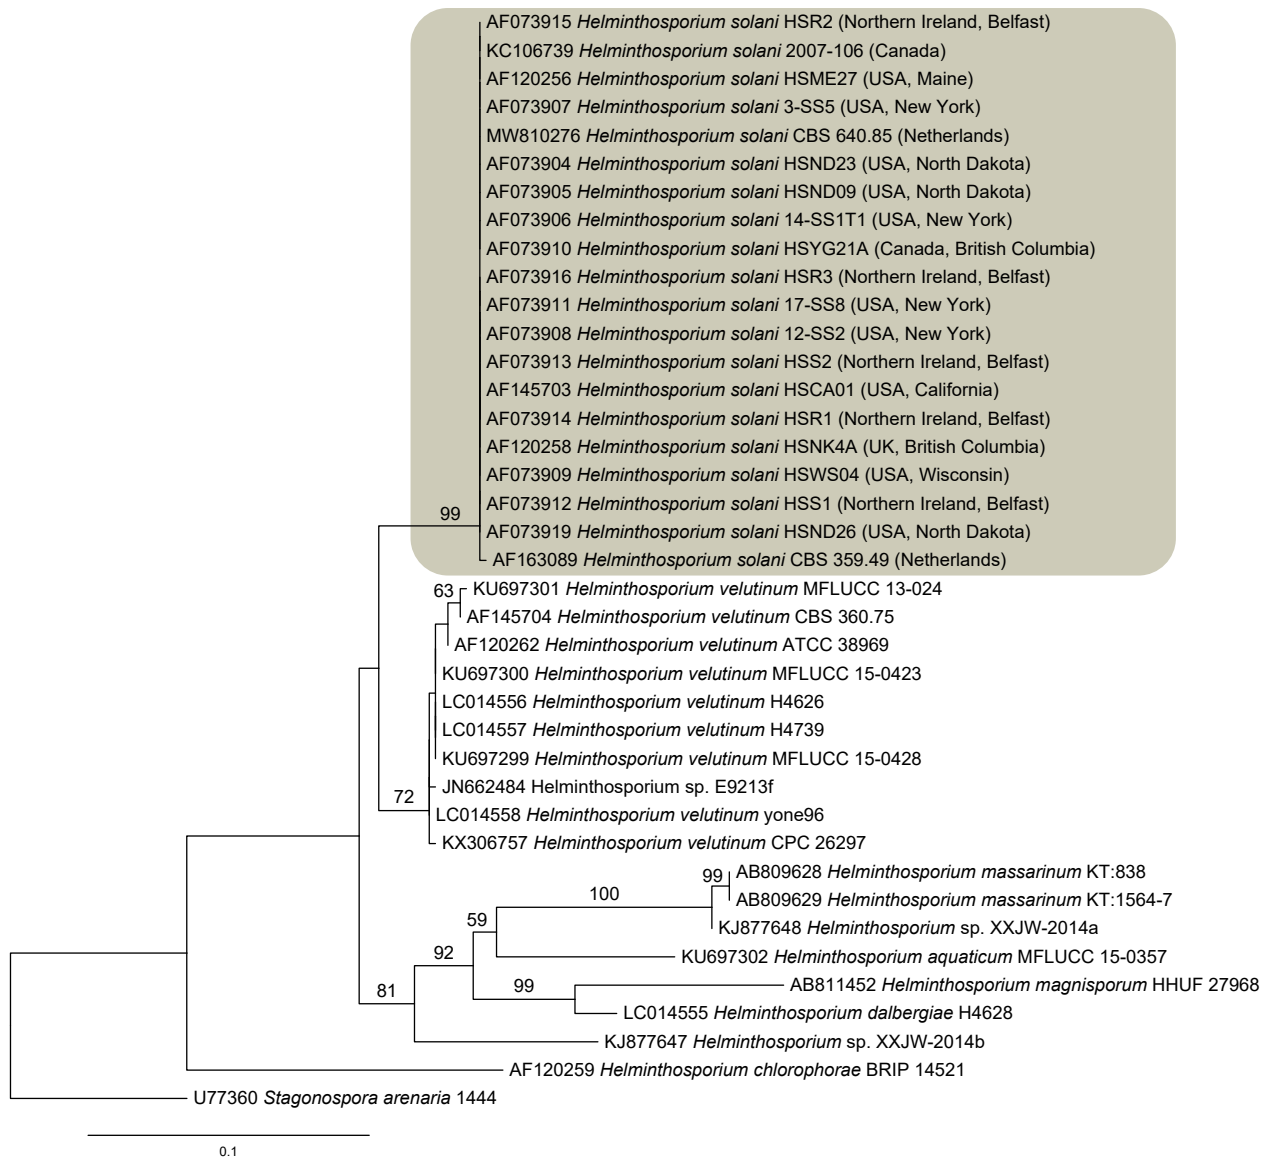 AF073915 Helminthosporium solani HSR2 (Northern Ireland, Belfast)
KC106739 Helminthosporium solani 2007-106 (Canada)
AF120256 Helminthosporium solani HSME27 (USA, Maine)
AF073907 Helminthosporium solani 3-SS5 (USA, New York)
MW810276 Helminthosporium solani CBS 640.85 (Netherlands)
AF073904 Helminthosporium solani HSND23 (USA, North Dakota)
AF073905 Helminthosporium solani HSND09 (USA, North Dakota)
AF073906 Helminthosporium solani 14-SS1T1 (USA, New York)
AF073910 Helminthosporium solani HSYG21A (Canada, British Columbia)
AF073916 Helminthosporium solani HSR3 (Northern Ireland, Belfast)
AF073911 Helminthosporium solani 17-SS8 (USA, New York)
AF073908 Helminthosporium solani 12-SS2 (USA, New York)
AF073913 Helminthosporium solani HSS2 (Northern Ireland, Belfast)
AF145703 Helminthosporium solani HSCA01 (USA, California)
AF073914 Helminthosporium solani HSR1 (Northern Ireland, Belfast)
AF120258 Helminthosporium solani HSNK4A (UK, British Columbia)
AF073909 Helminthosporium solani HSWS04 (USA, Wisconsin)
AF073912 Helminthosporium solani HSS1 (Northern Ireland, Belfast)
99
AF073919 Helminthosporium solani HSND26 (USA, North Dakota)
AF163089 Helminthosporium solani CBS 359.49 (Netherlands)
63
KU697301 Helminthosporium velutinum MFLUCC 13-024
AF145704 Helminthosporium velutinum CBS 360.75
AF120262 Helminthosporium velutinum ATCC 38969
KU697300 Helminthosporium velutinum MFLUCC 15-0423
LC014556 Helminthosporium velutinum H4626
LC014557 Helminthosporium velutinum H4739
KU697299 Helminthosporium velutinum MFLUCC 15-0428
JN662484 Helminthosporium sp. E9213f
72
LC014558 Helminthosporium velutinum yone96
KX306757 Helminthosporium velutinum CPC 26297
99
AB809628 Helminthosporium massarinum KT:838
100
AB809629 Helminthosporium massarinum KT:1564-7
59
KJ877648 Helminthosporium sp. XXJW-2014a
92
KU697302 Helminthosporium aquaticum MFLUCC 15-0357
99
AB811452 Helminthosporium magnisporum HHUF 27968
81
LC014555 Helminthosporium dalbergiae H4628
KJ877647 Helminthosporium sp. XXJW-2014b
AF120259 Helminthosporium chlorophorae BRIP 14521
U77360 Stagonospora arenaria 1444
0.1